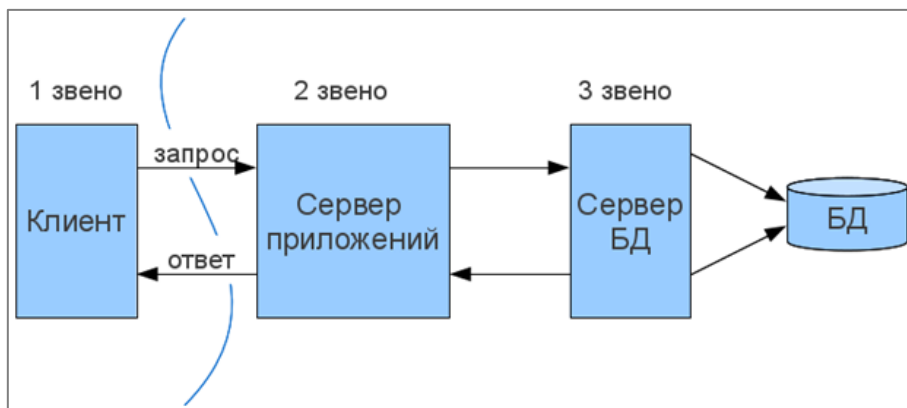 1 звено
2 звено
3 звено
запрос
Клиент
Сервер
приложений
Сервер
БД
БД
ответ